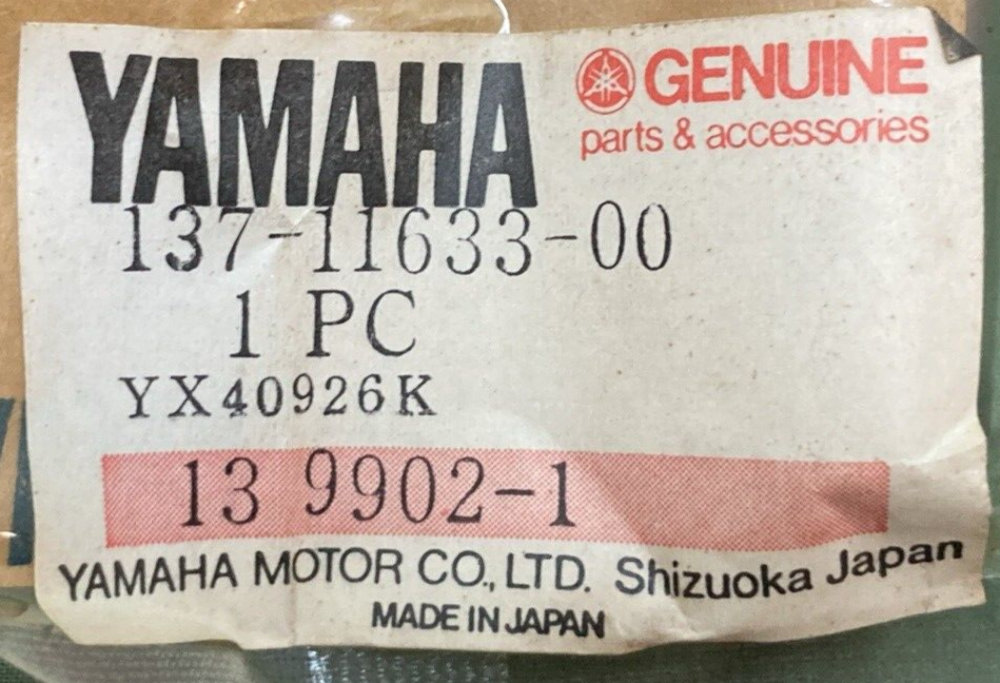 YAMAHA
GENUINE
parts & accessories
137-11633-00
1 PC
YX40926K
13 9902-1
YAMAHA MOTOR CO., LTD. Shizuoka Japan
MADE IN JAPAN